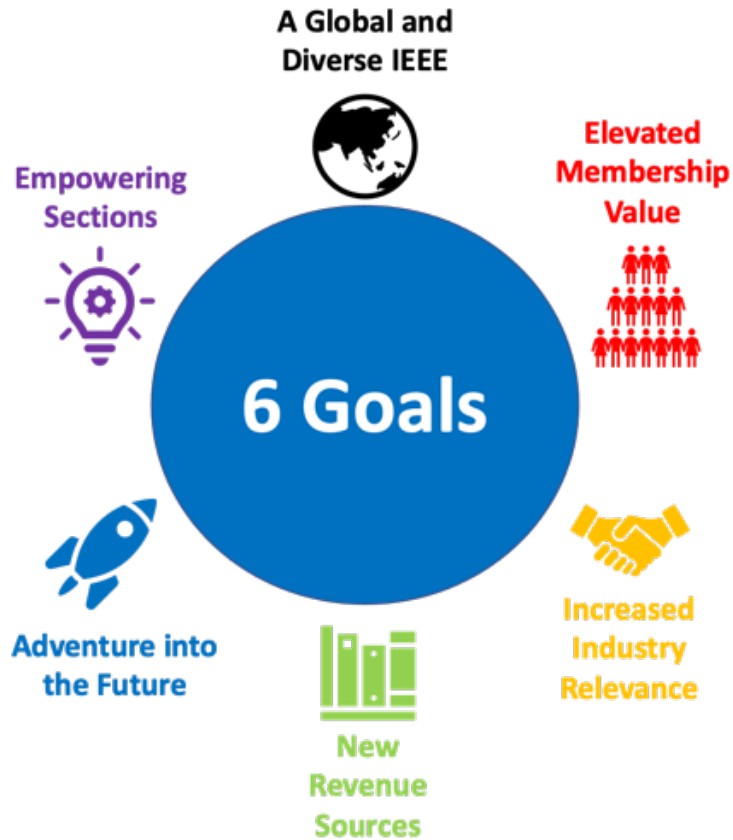 A Global and
Diverse IEEE
Elevated
Membership
Value
Empowering
Sections
6 Goals
Increased
Industry
Relevance
Adventure into
the Future
New
Revenue
Sources